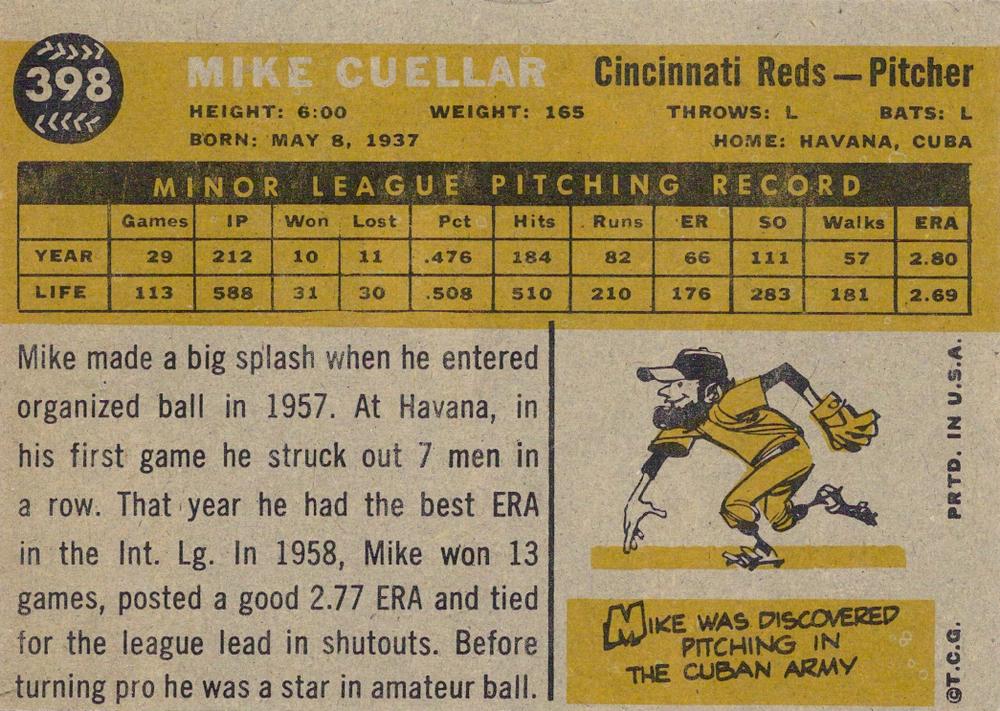 398
MIKE CUELLAR Cincinnati Reds — Pitcher
HEIGHT: 6:00 WEIGHT: 165 THROWS: L BATS: L
BORN: MAY 8, 1937 HOME: HAVANA, CUBA
MINOR LEAGUE PITCHING RECORD
Games IP Won Lost Pct Hits Runs ER SO Walks ERA
YEAR 29 212 10 11 .476 184 82 66 111 57 2.80
LIFE 113 588 31 30 .508 510 210 176 283 181 2.69
Mike made a big splash when he entered
organized ball in 1957. At Havana, in
his first game he struck out 7 men in
a row. That year he had the best ERA
in the Int. Lg. In 1958, Mike won 13
games, posted a good 2.77 ERA and tied
for the league lead in shutouts. Before
turning pro he was a star in amateur ball.
MIKE WAS DISCOVERED
PITCHING IN
THE CUBAN ARMY
©T.C.G. PRTD. IN U.S.A.